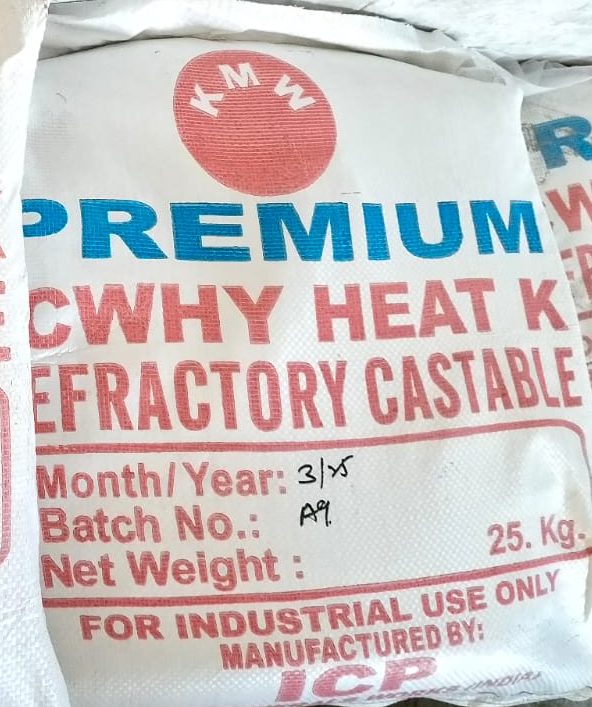 KMW
PREMIUM
CWHY HEAT K
EFRACTORY CASTABLE
Month/Year: 3/25
Batch No.: A9
Net Weight : 25. Kg.
FOR INDUSTRIAL USE ONLY
MANUFACTURED BY:
ICP